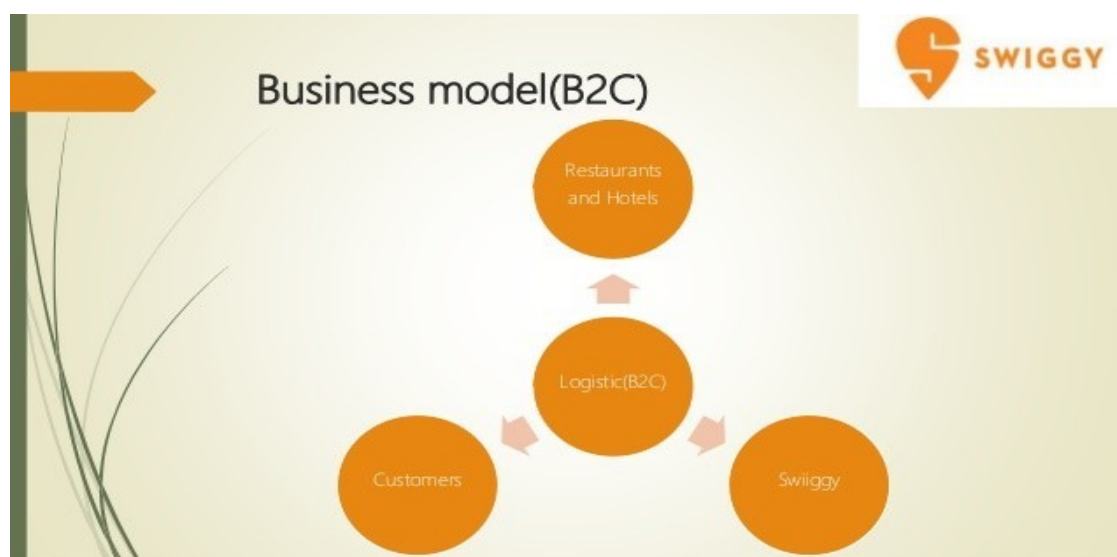 SWIGGY
Business model(B2C)
Restaurants
and Hotels
Logistic(B2C)
Customers
Swiiggy